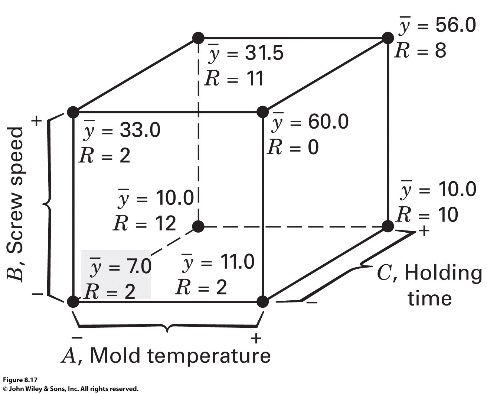 ȳ = 56.0
R = 8
ȳ = 31.5
R = 11
+
ȳ = 33.0
R = 2
ȳ = 60.0
R = 0
B, Screw speed
ȳ = 10.0
R = 12
ȳ = 10.0
R = 10
+
ȳ = 7.0
R = 2
ȳ = 11.0
R = 2
C, Holding
time
−
−
−
+
A, Mold temperature
Figure 8.17
© John Wiley & Sons, Inc. All rights reserved.